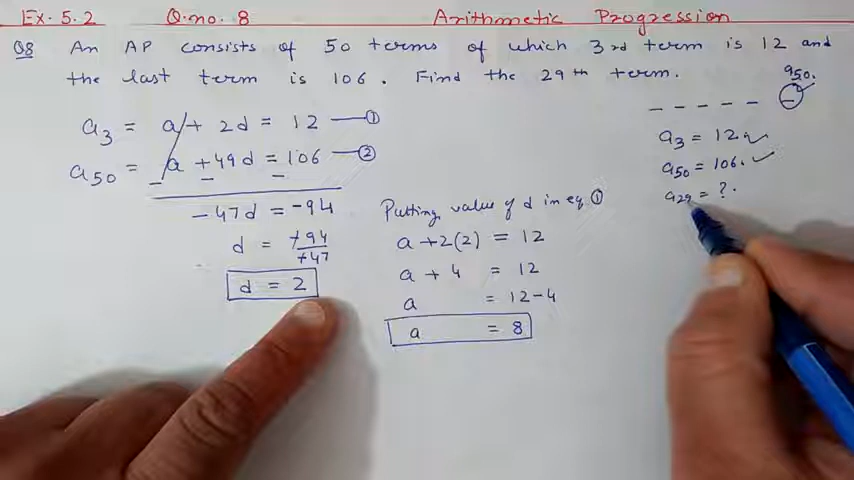 Ex. 5.2 Q.no. 8 Arithmetic Progression
Q8 An AP consists of 50 terms of which 3rd term is 12 and
the last term is 106. Find the 29th term.
a₅₀.
_ _ _ _ _ _
a₃ = a + 2d = 12 —①
a₅₀ = a + 49d = 106 —②
- - -
-47d = -94
d = +94/+47
d = 2
Putting value of d in eq. ①
a + 2(2) = 12
a + 4 = 12
a = 12-4
a = 8
a₃ = 12 ✓
a₅₀ = 106. ✓
a₂₉ = ?.